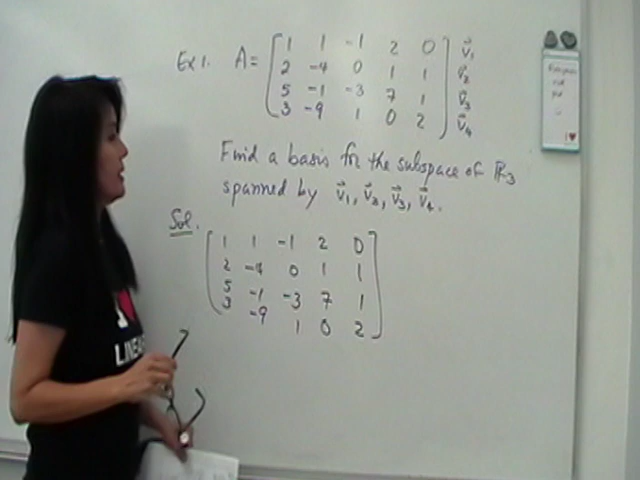 Ex 1. A = [ 1 1 -1 2 0 ] v⃗1
2 -4 0 1 1 v⃗2
5 -1 -3 7 1 v⃗3
3 -9 1 0 2 v⃗4
Find a basis for the subspace of R3
spanned by v⃗1, v⃗2, v⃗3, v⃗4.
Sol.
[ 1 1 -1 2 0 ]
2 -4 0 1 1
5 -1 -3 7 1
3 -9 1 0 2
I
LINE